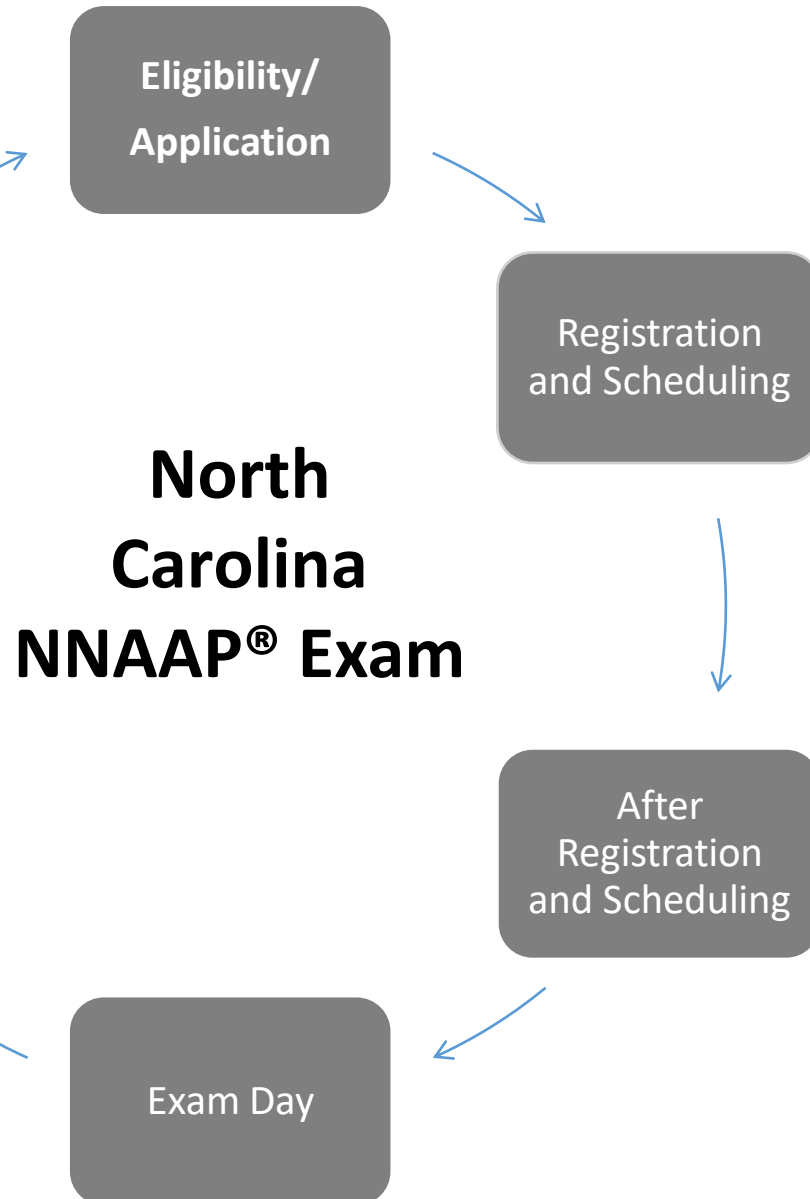 Eligibility/
Application
Registration
and Scheduling
North
Carolina
NNAAP® Exam
After
Registration
and Scheduling
Exam Day